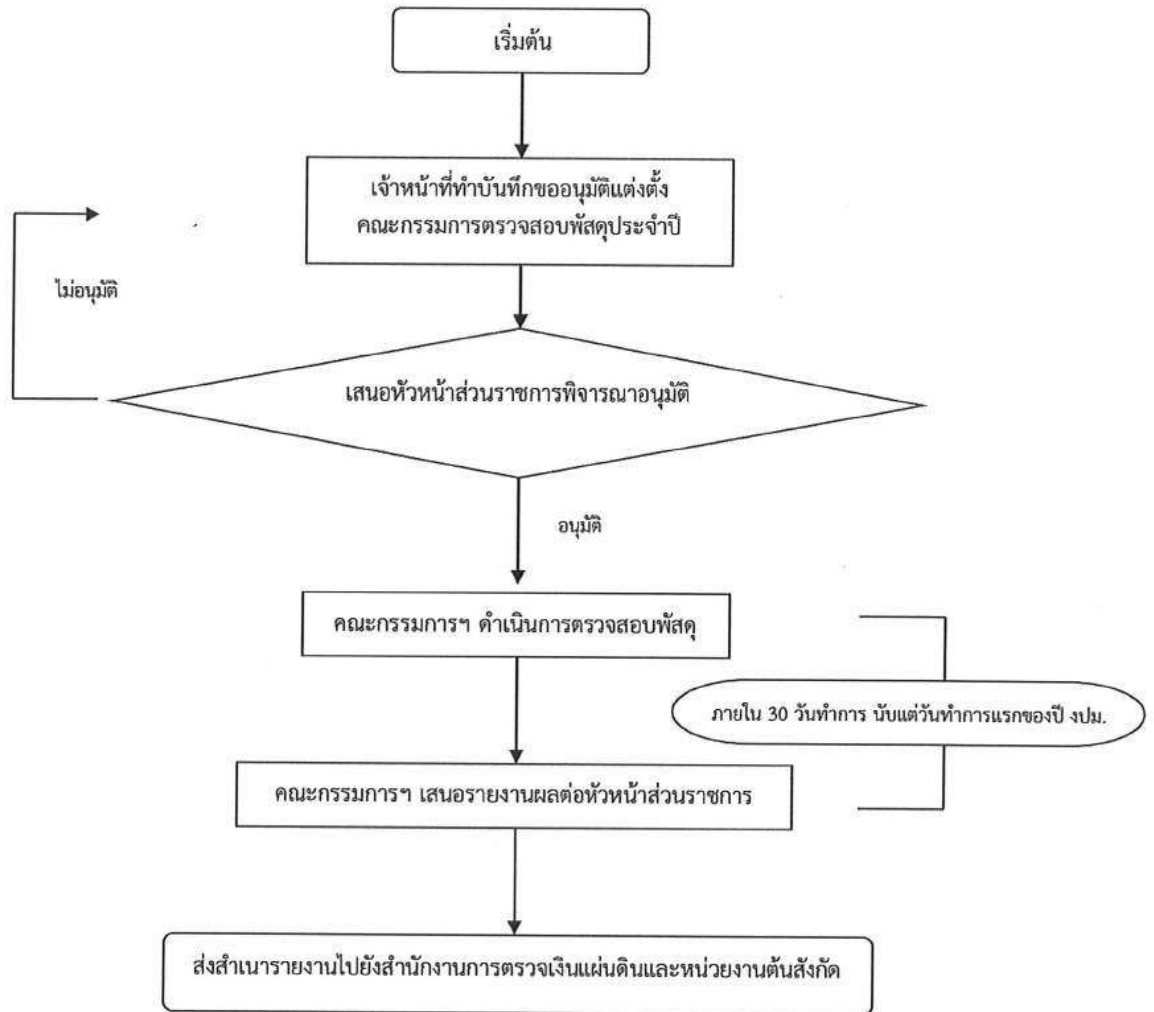 เริ่มต้น
เจ้าหน้าที่ทำบันทึกขออนุมัติแต่งตั้ง
คณะกรรมการตรวจสอบพัสดุประจำปี
ไม่อนุมัติ
เสนอหัวหน้าส่วนราชการพิจารณาอนุมัติ
อนุมัติ
คณะกรรมการฯ ดำเนินการตรวจสอบพัสดุ
ภายใน 30 วันทำการ นับแต่วันทำการแรกของปี งปม.
คณะกรรมการฯ เสนอรายงานผลต่อหัวหน้าส่วนราชการ
ส่งสำเนารายงานไปยังสำนักงานการตรวจเงินแผ่นดินและหน่วยงานต้นสังกัด